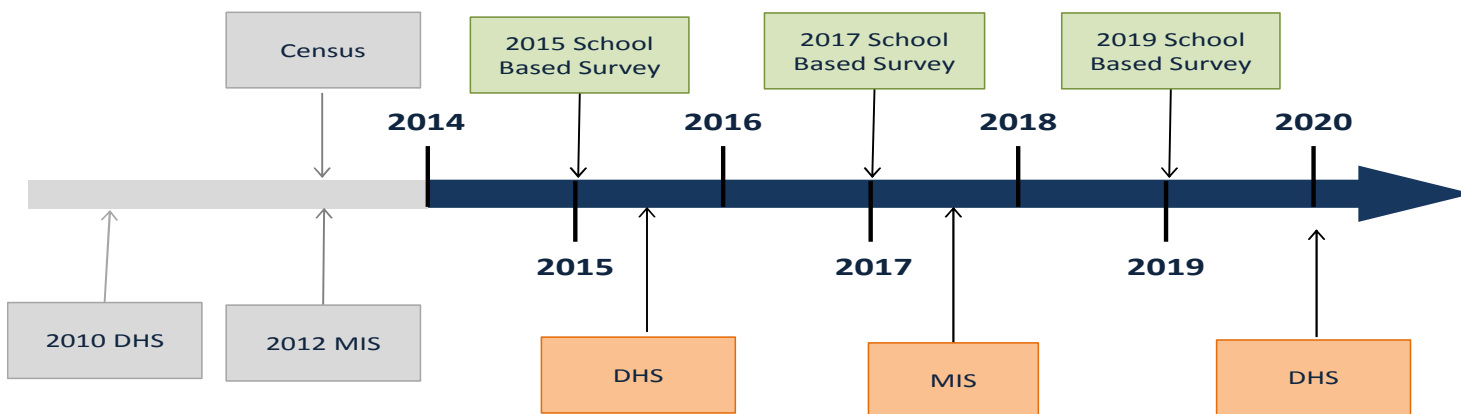 Census
2015 School
Based Survey
2017 School
Based Survey
2019 School
Based Survey
2014
2016
2018
2020
2015
2017
2019
2010 DHS
2012 MIS
DHS
MIS
DHS